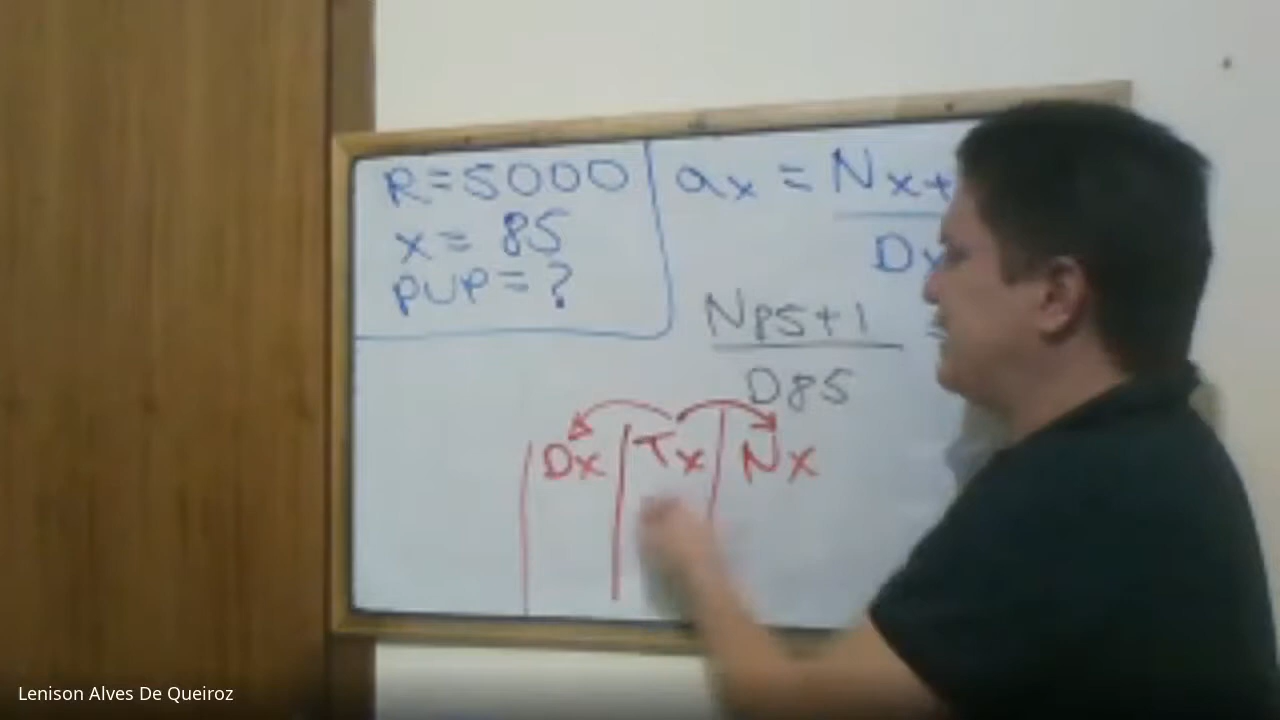 R=5000
x = 85
PUP=?
ax = Nx+
Dx
N85+1
D85
Dx Tx Nx
Lenison Alves De Queiroz